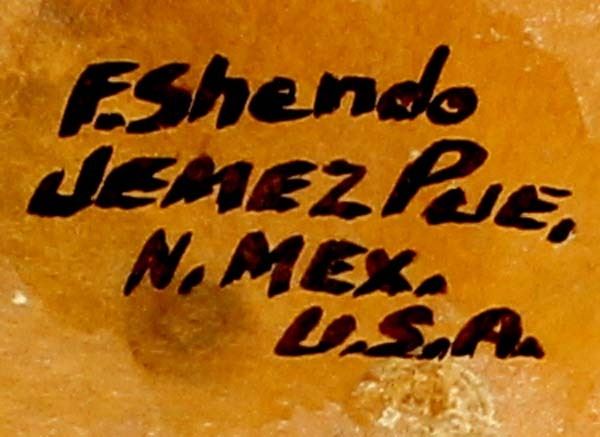 F. Shendo
JEMEZ PUE.
N. MEX.
U.S.A.